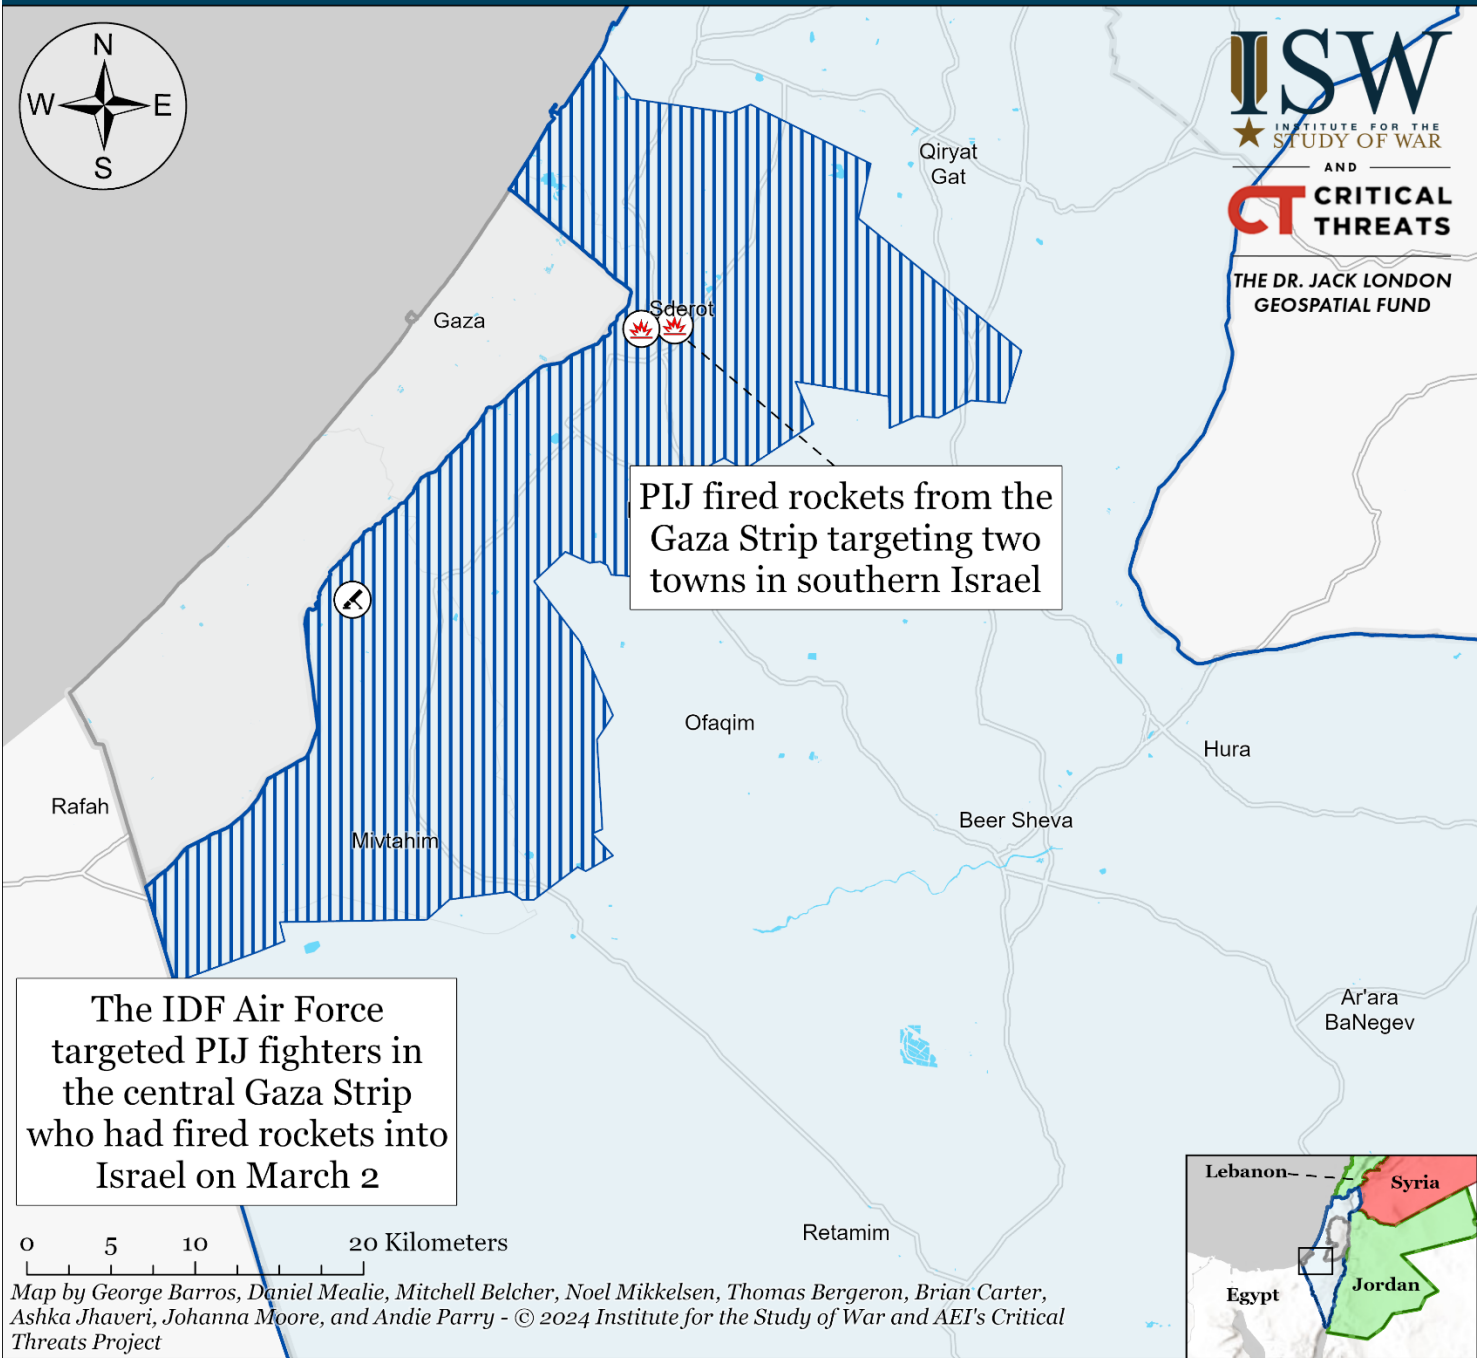 N
W
E
S
ISW
INSTITUTE FOR THE
STUDY OF WAR
AND
CT CRITICAL
THREATS
THE DR. JACK LONDON
GEOSPATIAL FUND
Qiryat
Gat
Sderot
Gaza
PIJ fired rockets from the
Gaza Strip targeting two
towns in southern Israel
Ofaqim
Hura
Rafah
Beer Sheva
Mivtahim
The IDF Air Force
targeted PIJ fighters in
the central Gaza Strip
who had fired rockets into
Israel on March 2
Ar'ara
BaNegev
Retamim
Lebanon
Syria
Jordan
Egypt
0 5 10 20 Kilometers
Map by George Barros, Daniel Mealie, Mitchell Belcher, Noel Mikkelsen, Thomas Bergeron, Brian Carter,
Ashka Jhaveri, Johanna Moore, and Andie Parry - © 2024 Institute for the Study of War and AEI's Critical
Threats Project